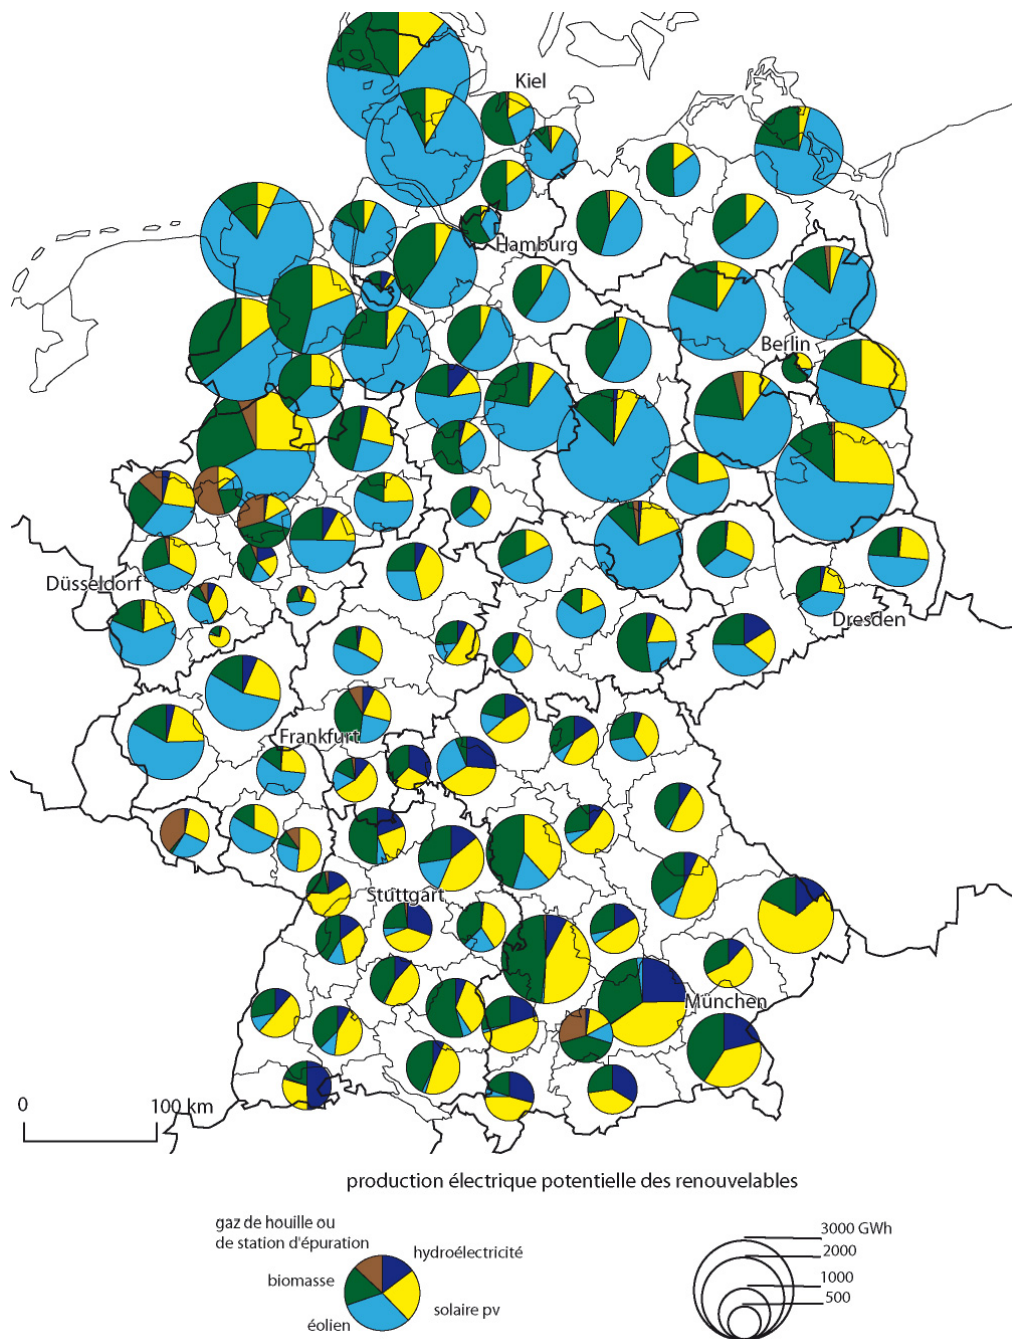 Kiel
Hamburg
Berlin
Düsseldorf
Dresden
Frankfurt
Stuttgart
München
0
100 km
production électrique potentielle des renouvelables
gaz de houille ou
de station d'épuration
hydroélectricité
biomasse
solaire pv
éolien
3000 GWh
2000
1000
500